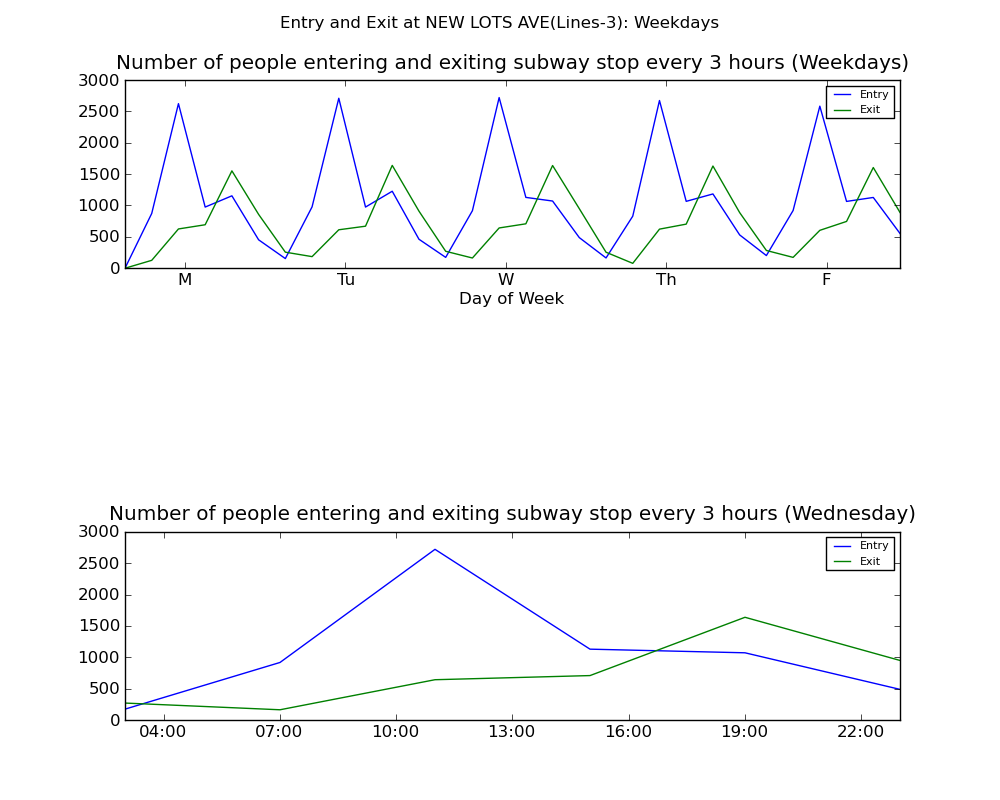 Entry and Exit at NEW LOTS AVE(Lines-3): Weekdays
Number of people entering and exiting subway stop every 3 hours (Weekdays)
3000
2500
2000
1500
1000
500
0
Entry
Exit
M Tu W Th F
Day of Week
Number of people entering and exiting subway stop every 3 hours (Wednesday)
3000
2500
2000
1500
1000
500
0
Entry
Exit
04:00 07:00 10:00 13:00 16:00 19:00 22:00